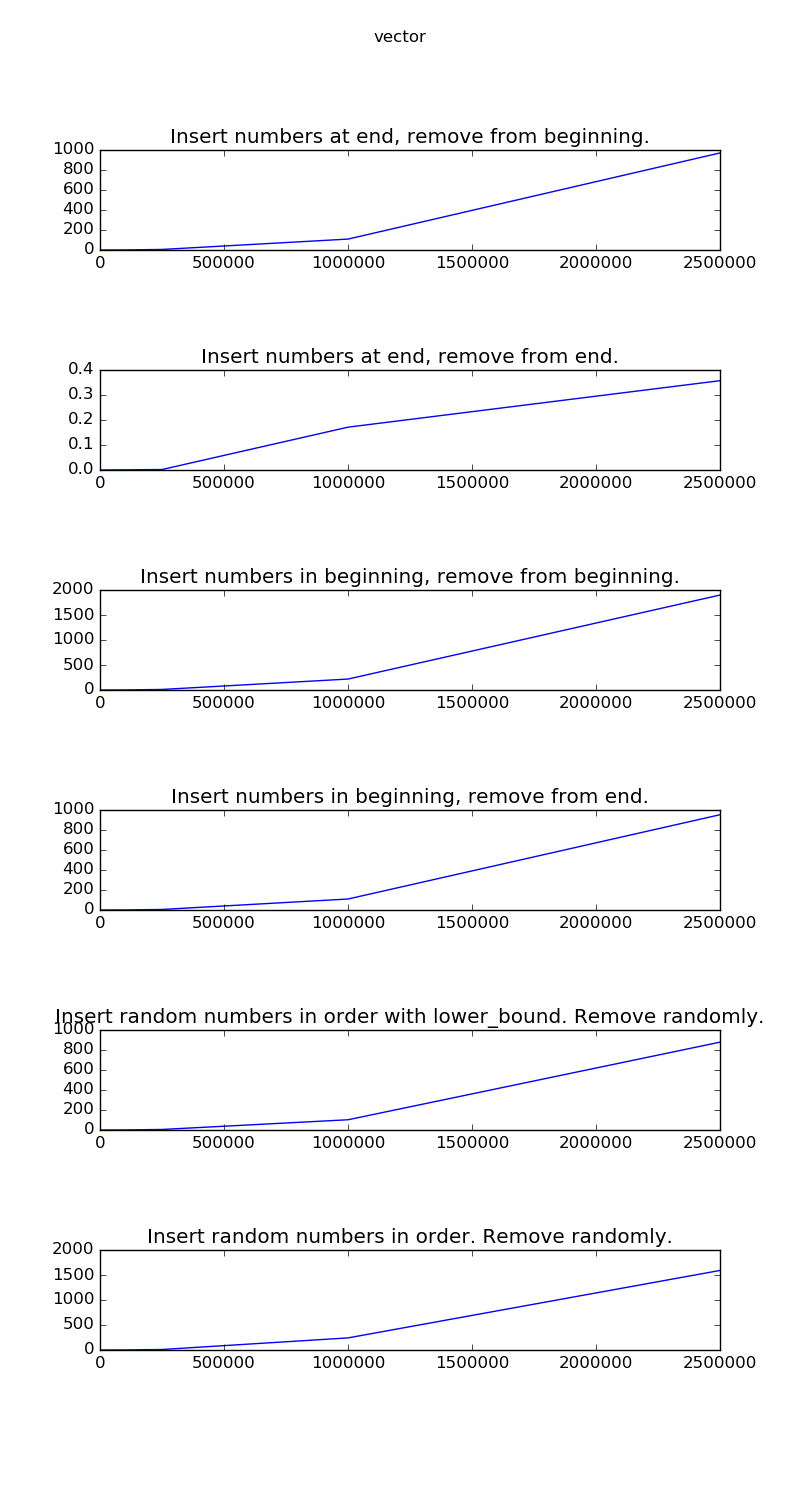 vector
Insert numbers at end, remove from beginning.
1000
800
600
400
200
0
0 500000 1000000 1500000 2000000 2500000
Insert numbers at end, remove from end.
0.4
0.3
0.2
0.1
0.0
0 500000 1000000 1500000 2000000 2500000
Insert numbers in beginning, remove from beginning.
2000
1500
1000
500
0
0 500000 1000000 1500000 2000000 2500000
Insert numbers in beginning, remove from end.
1000
800
600
400
200
0
0 500000 1000000 1500000 2000000 2500000
Insert random numbers in order with lower_bound. Remove randomly.
1000
800
600
400
200
0
0 500000 1000000 1500000 2000000 2500000
Insert random numbers in order. Remove randomly.
2000
1500
1000
500
0
0 500000 1000000 1500000 2000000 2500000